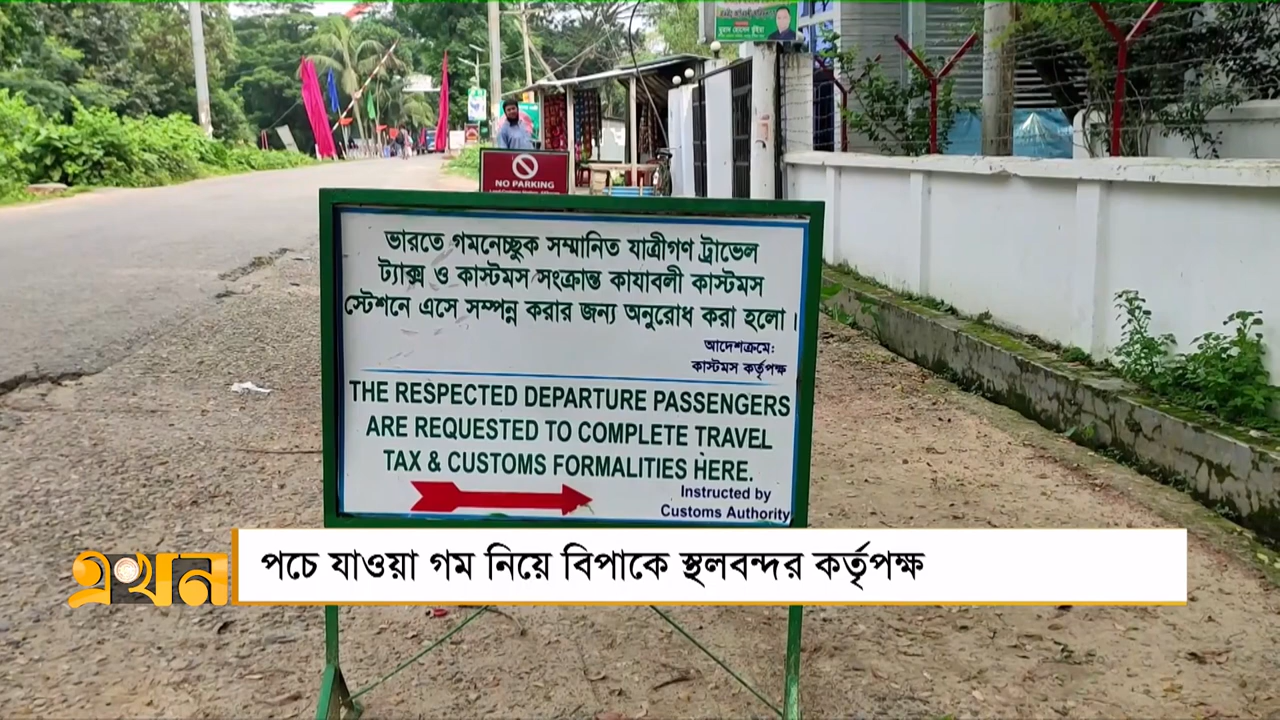 NO PARKING
ভারতে গমনেচ্ছুক সম্মানিত যাত্রীগণ ট্রাভেল
ট্যাক্স ও কাস্টমস সংক্রান্ত কাযাবলী কাস্টমস
স্টেশনে এসে সম্পন্ন করার জন্য অনুরোধ করা হলো।
আদেশক্রমে:
কাস্টমস কর্তৃপক্ষ
THE RESPECTED DEPARTURE PASSENGERS
ARE REQUESTED TO COMPLETE TRAVEL
TAX & CUSTOMS FORMALITIES HERE.
Instructed by
Customs Authority
এখন
পচে যাওয়া গম নিয়ে বিপাকে স্থলবন্দর কর্তৃপক্ষ